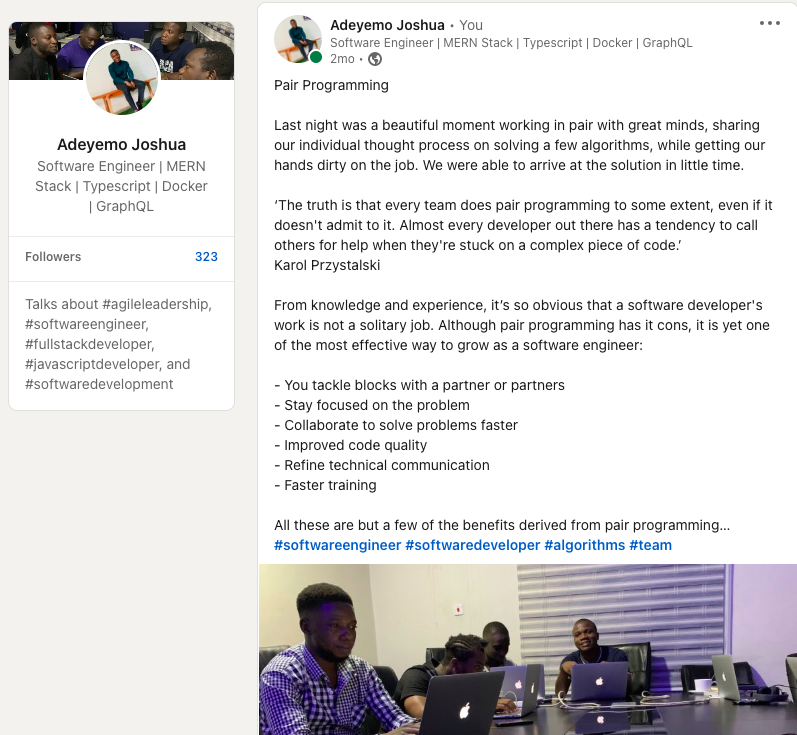 Adeyemo Joshua
Software Engineer | MERN
Stack | Typescript | Docker
| GraphQL
Followers 323
Talks about #agileleadership,
#softwareengineer,
#fullstackdeveloper,
#javascriptdeveloper, and
#softwaredevelopment
Adeyemo Joshua • You
Software Engineer | MERN Stack | Typescript | Docker | GraphQL
2mo •
Pair Programming
Last night was a beautiful moment working in pair with great minds, sharing
our individual thought process on solving a few algorithms, while getting our
hands dirty on the job. We were able to arrive at the solution in little time.
‘The truth is that every team does pair programming to some extent, even if it
doesn't admit to it. Almost every developer out there has a tendency to call
others for help when they're stuck on a complex piece of code.’
Karol Przystalski
From knowledge and experience, it’s so obvious that a software developer's
work is not a solitary job. Although pair programming has it cons, it is yet one
of the most effective way to grow as a software engineer:
- You tackle blocks with a partner or partners
- Stay focused on the problem
- Collaborate to solve problems faster
- Improved code quality
- Refine technical communication
- Faster training
All these are but a few of the benefits derived from pair programming...
#softwareengineer #softwaredeveloper #algorithms #team